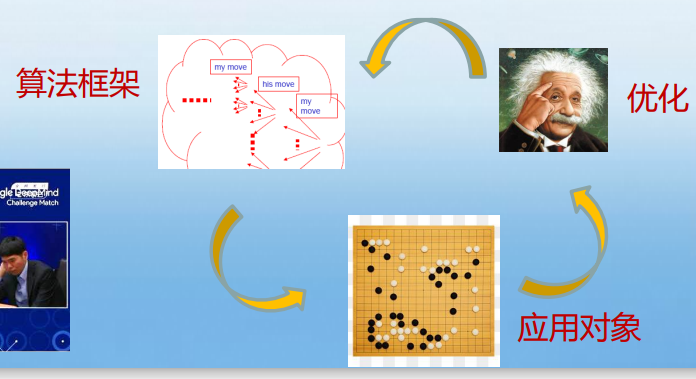 算法框架
my move
his move
my
move
优化
gle DeepMind
Challenge Match
应用对象